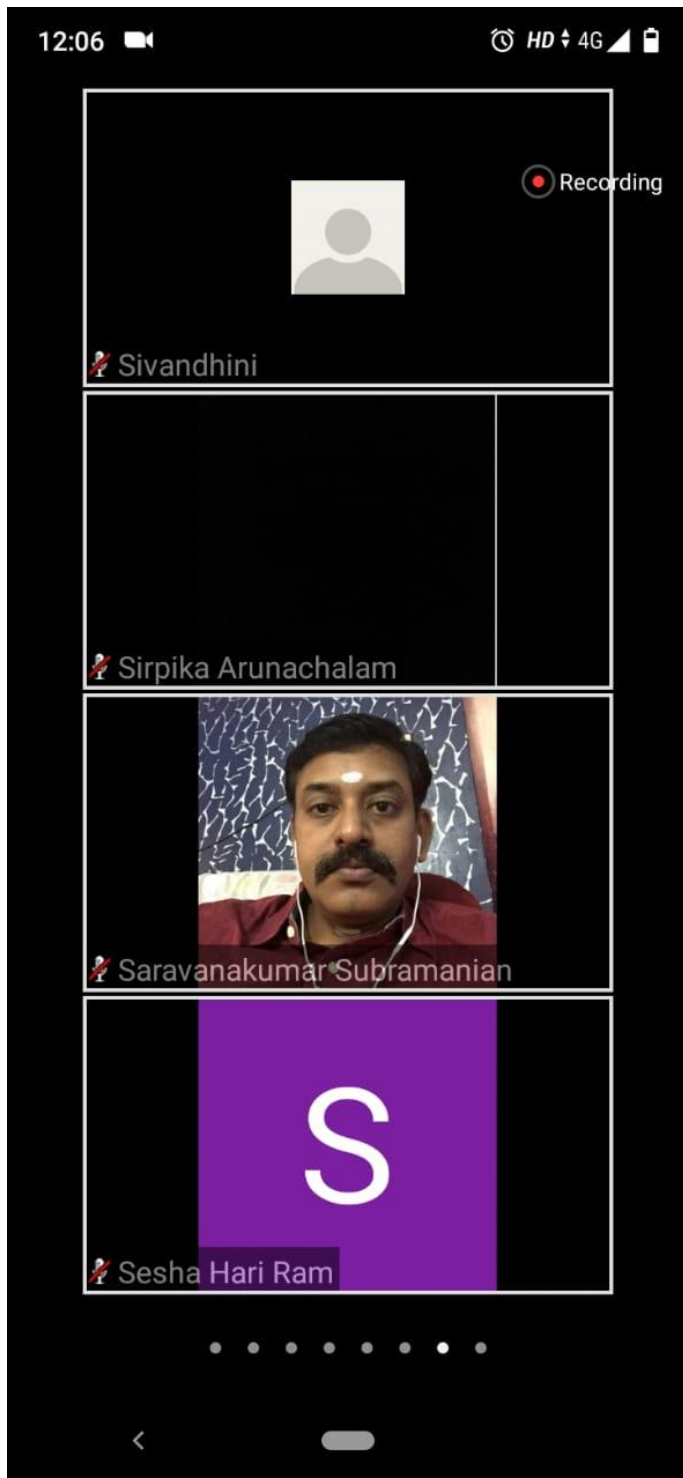 12:06 HD 4G
Recording
Sivandhini
Sirpika Arunachalam
Saravanakumar Subramanian
S
Sesha Hari Ram